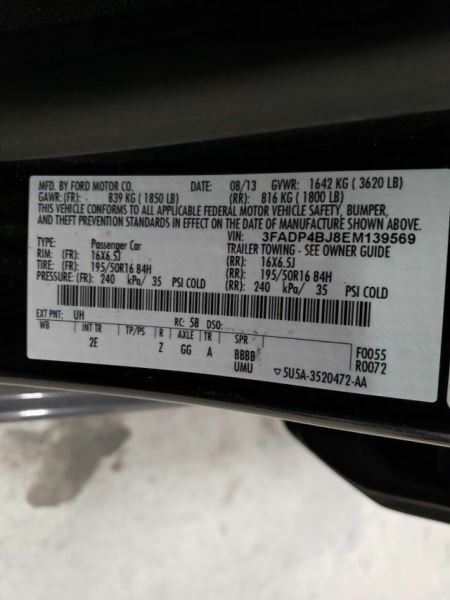 MFD. BY FORD MOTOR CO. DATE: 08/13 GVWR: 1642 KG ( 3620 LB)
GAWR:(FR): 839 KG ( 1850 LB) (RR): 816 KG ( 1800 LB)
THIS VEHICLE CONFORMS TO ALL APPLICABLE FEDERAL MOTOR VEHICLE SAFETY, BUMPER,
AND THEFT PREVENTION STANDARDS IN EFFECT ON THE DATE OF MANUFACTURE SHOWN ABOVE.
VIN: 3FADP4BJ8EM139569
TYPE: Passenger Car TRAILER TOWING - SEE OWNER GUIDE
RIM: (FR): 16X6.5J (RR): 16X6.5J
TIRE: (FR): 195/50R16 84H (RR): 195/50R16 84H
PRESSURE:(FR): 240 kPa/ 35 PSI COLD (RR): 240 kPa/ 35 PSI COLD
EXT PNT: UH RC: 58 DSO:
WB INT TR TP/PS R AXLE TR SPR
2E Z GG A BBBB F0055
UMU R0072
▽5U5A-3520472-AA